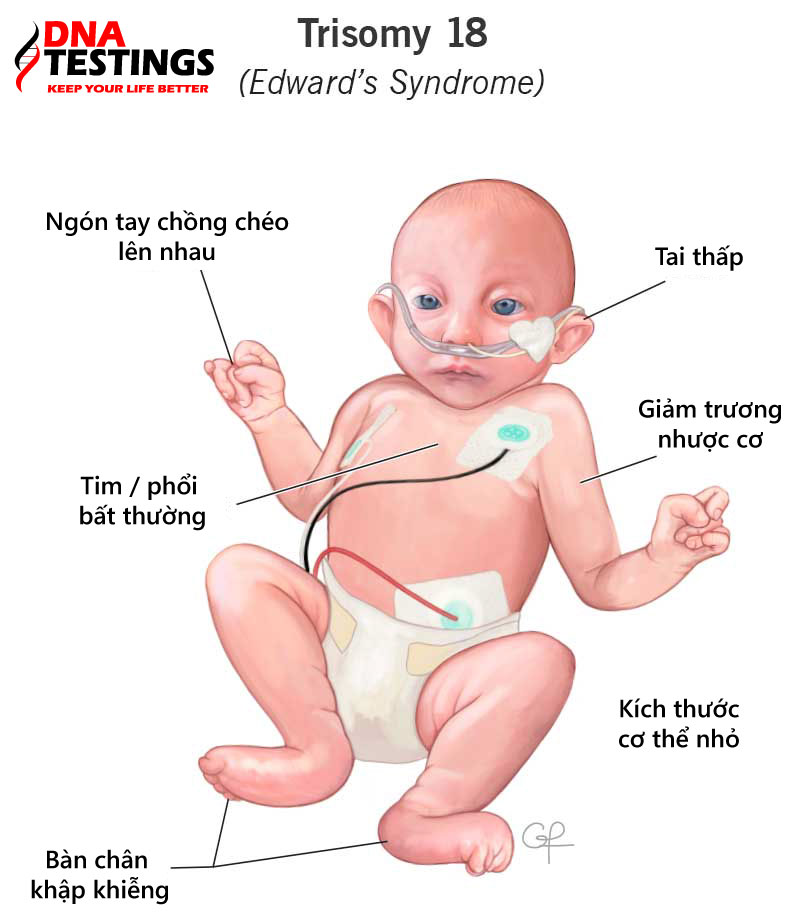 DNA
TESTINGS
KEEP YOUR LIFE BETTER
Trisomy 18
(Edward's Syndrome)
Ngón tay chồng chéo
lên nhau
Tai thấp
Giảm trương
nhược cơ
Tim / phổi
bất thường
Kích thước
cơ thể nhỏ
Bàn chân
khập khiễng